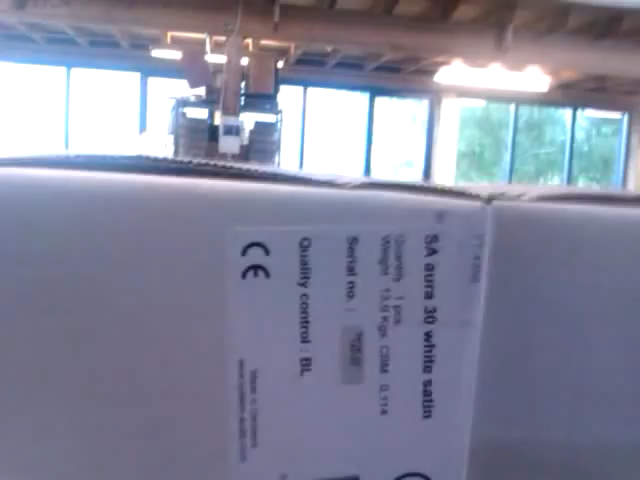 SA aura 30 white satin
Quantity 1 pcs
Weight 13,9 Kgs. CBM 0.114
Serial no. :
Quality control : BL
CE
Made in Denmark